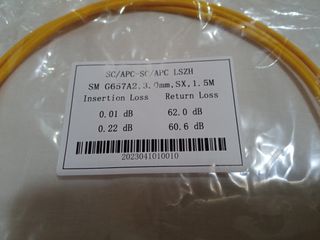 SC/APC-SC/APC LSZH
SM G657A2,3.0mm,SX,1.5M
Insertion Loss Return Loss
0.01 dB 62.0 dB
0.22 dB 60.6 dB
2023041010010